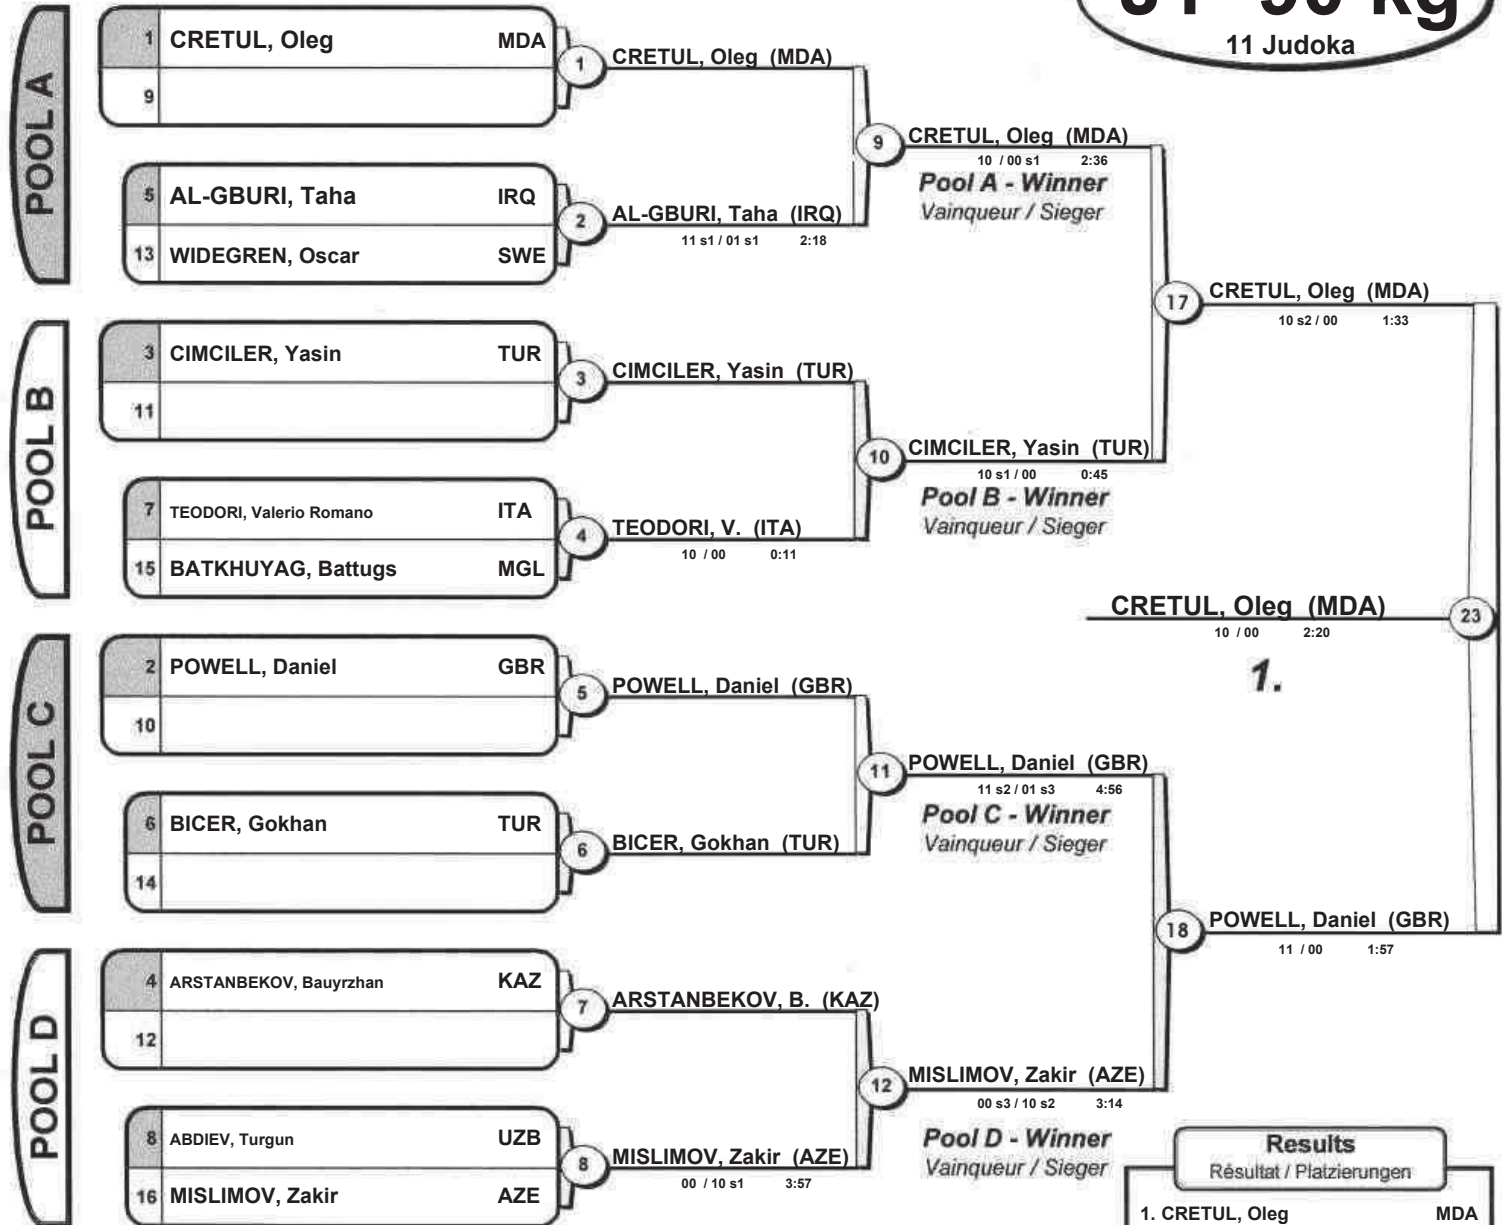 11 Judoka
POOL A
1 CRETUL, Oleg MDA
9
1
CRETUL, Oleg (MDA)
5 AL-GBURI, Taha IRQ
13 WIDEGREN, Oscar SWE
2
AL-GBURI, Taha (IRQ)
11 s1 / 01 s1 2:18
9
CRETUL, Oleg (MDA)
10 / 00 s1 2:36
Pool A - Winner
Vainqueur / Sieger
POOL B
3 CIMCILER, Yasin TUR
11
3
CIMCILER, Yasin (TUR)
7 TEODORI, Valerio Romano ITA
15 BATKHUYAG, Battugs MGL
4
TEODORI, V. (ITA)
10 / 00 0:11
10
CIMCILER, Yasin (TUR)
10 s1 / 00 0:45
Pool B - Winner
Vainqueur / Sieger
17
CRETUL, Oleg (MDA)
10 s2 / 00 1:33
POOL C
2 POWELL, Daniel GBR
10
5
POWELL, Daniel (GBR)
6 BICER, Gokhan TUR
14
6
BICER, Gokhan (TUR)
11
POWELL, Daniel (GBR)
11 s2 / 01 s3 4:56
Pool C - Winner
Vainqueur / Sieger
POOL D
4 ARSTANBEKOV, Bauyrzhan KAZ
12
7
ARSTANBEKOV, B. (KAZ)
8 ABDIEV, Turgun UZB
16 MISLIMOV, Zakir AZE
8
MISLIMOV, Zakir (AZE)
00 / 10 s1 3:57
12
MISLIMOV, Zakir (AZE)
00 s3 / 10 s2 3:14
Pool D - Winner
Vainqueur / Sieger
18
POWELL, Daniel (GBR)
11 / 00 1:57
CRETUL, Oleg (MDA)
10 / 00 2:20
23
1.
Results
Résultat / Platzierungen
1. CRETUL, Oleg MDA